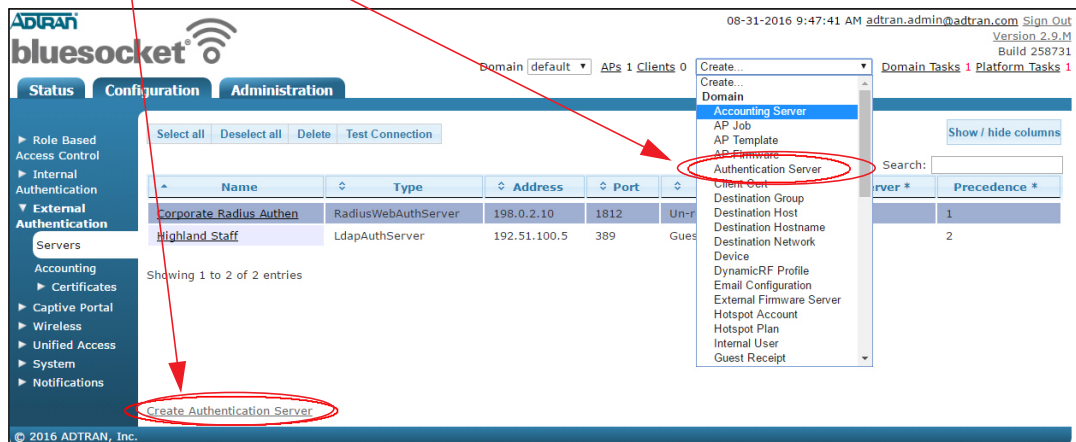 ADTRAN
bluesocket
08-31-2016 9:47:41 AM adtran.admin@adtran.com Sign Out
Version 2.9.M
Build 258731
Domain default APs 1 Clients 0 Create... Domain Tasks 1 Platform Tasks 1
Status Configuration Administration
Create...
Domain
Accounting Server
AP Job
AP Template
AP Firmware
Authentication Server
Client Cert
Destination Group
Destination Host
Destination Hostname
Destination Network
Device
DynamicRF Profile
Email Configuration
External Firmware Server
Hotspot Account
Hotspot Plan
Internal User
Guest Receipt
Role Based
Access Control
Internal
Authentication
External
Authentication
Servers
Accounting
Certificates
Captive Portal
Wireless
Unified Access
System
Notifications
Select all Deselect all Delete Test Connection
Show / hide columns
Search:
Name Type Address Port Precedence *
Corporate Radius Authen RadiusWebAuthServer 198.0.2.10 1812 1
Highland Staff LdapAuthServer 192.51.100.5 389 2
Showing 1 to 2 of 2 entries
Create Authentication Server
© 2016 ADTRAN, Inc.